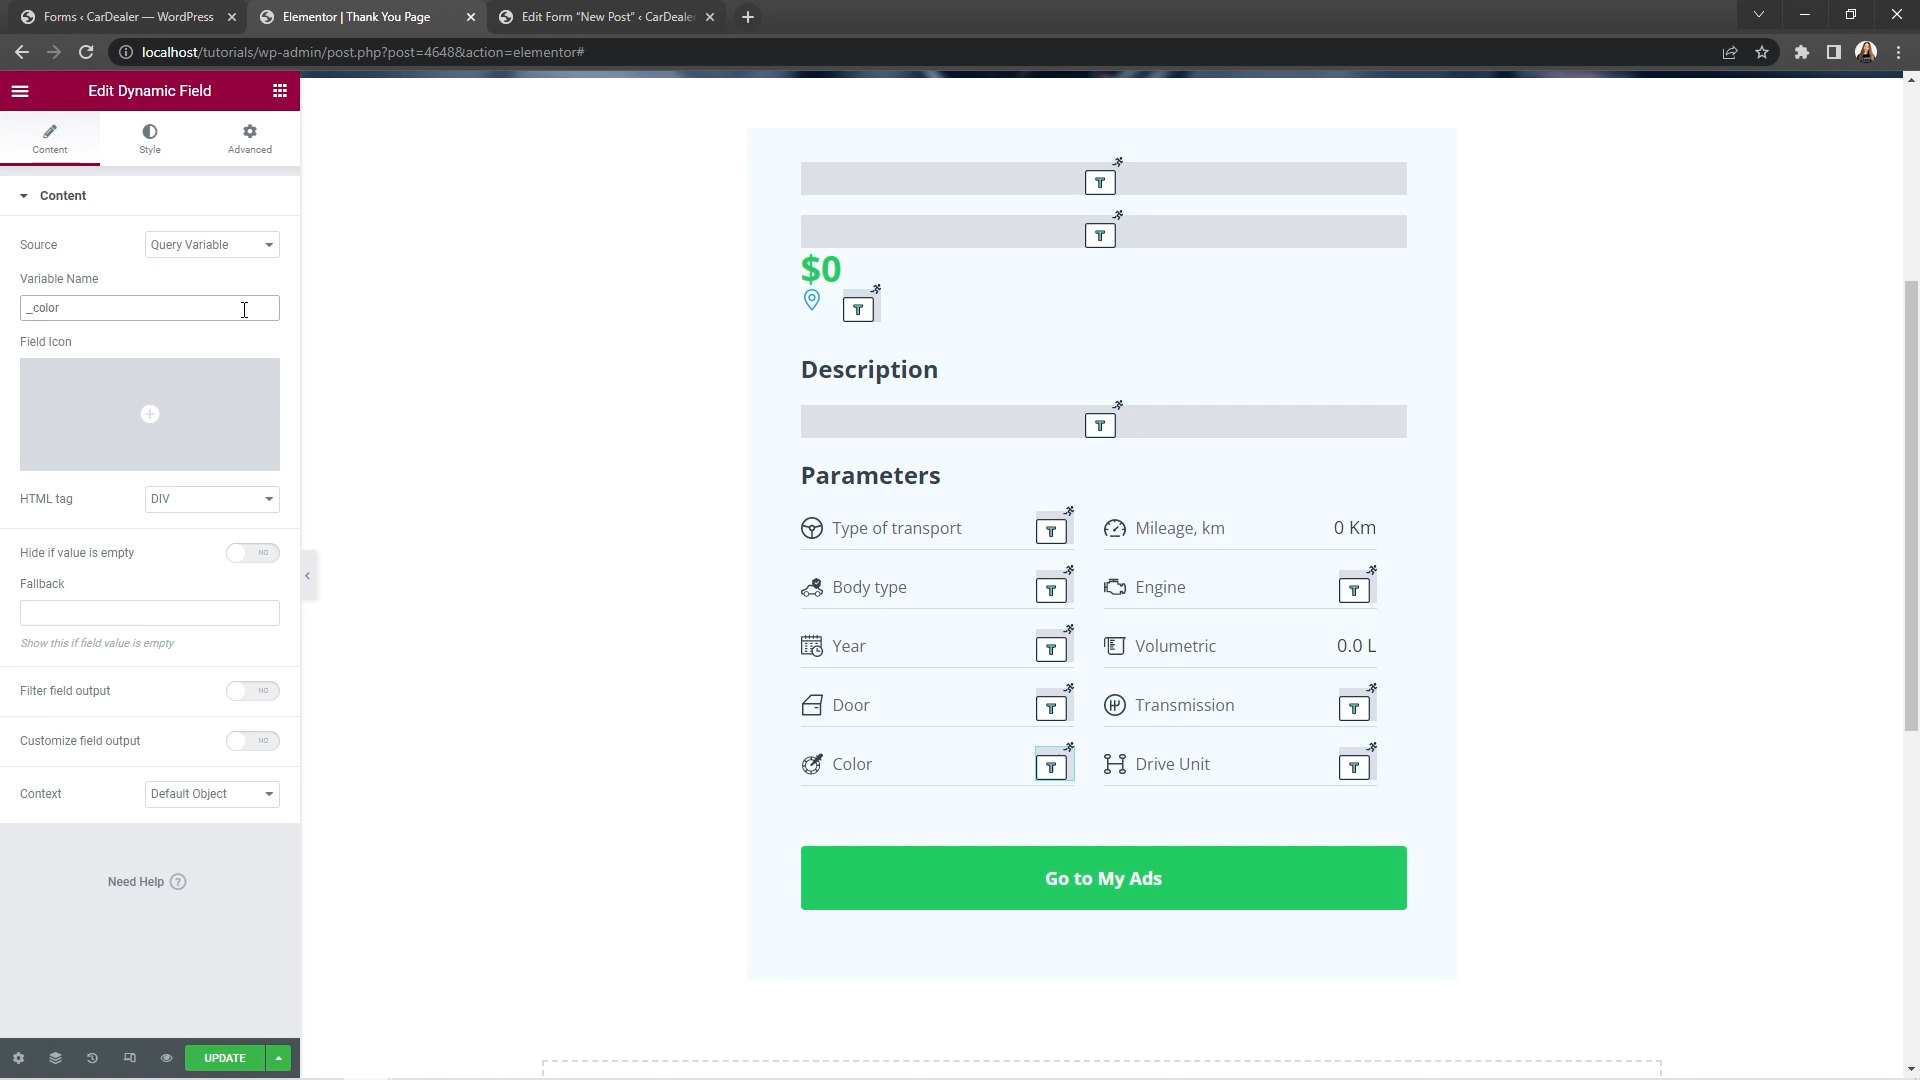 Forms ‹ CarDealer — WordPress
Elementor | Thank You Page
Edit Form “New Post” ‹ CarDealer
localhost/tutorials/wp-admin/post.php?post=4648&action=elementor#
Edit Dynamic Field
Content
Style
Advanced
Content
Source
Query Variable
Variable Name
_color
Field Icon
HTML tag
DIV
Hide if value is empty
NO
Fallback
Show this if field value is empty
Filter field output
NO
Customize field output
NO
Context
Default Object
Need Help ?
UPDATE
T
T
$0
T
Description
T
Parameters
Type of transport T Mileage, km 0 Km
Body type T Engine T
Year T Volumetric 0.0 L
Door T Transmission T
Color T Drive Unit T
Go to My Ads